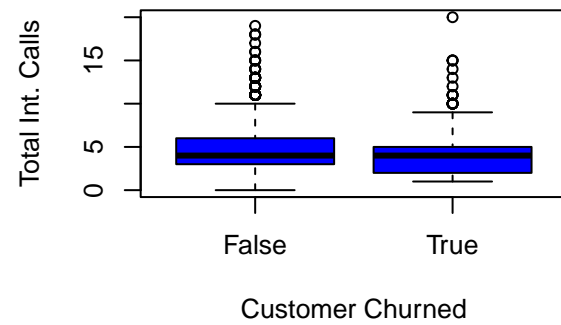 Total Int. Calls
15
5
0
False True
Customer Churned